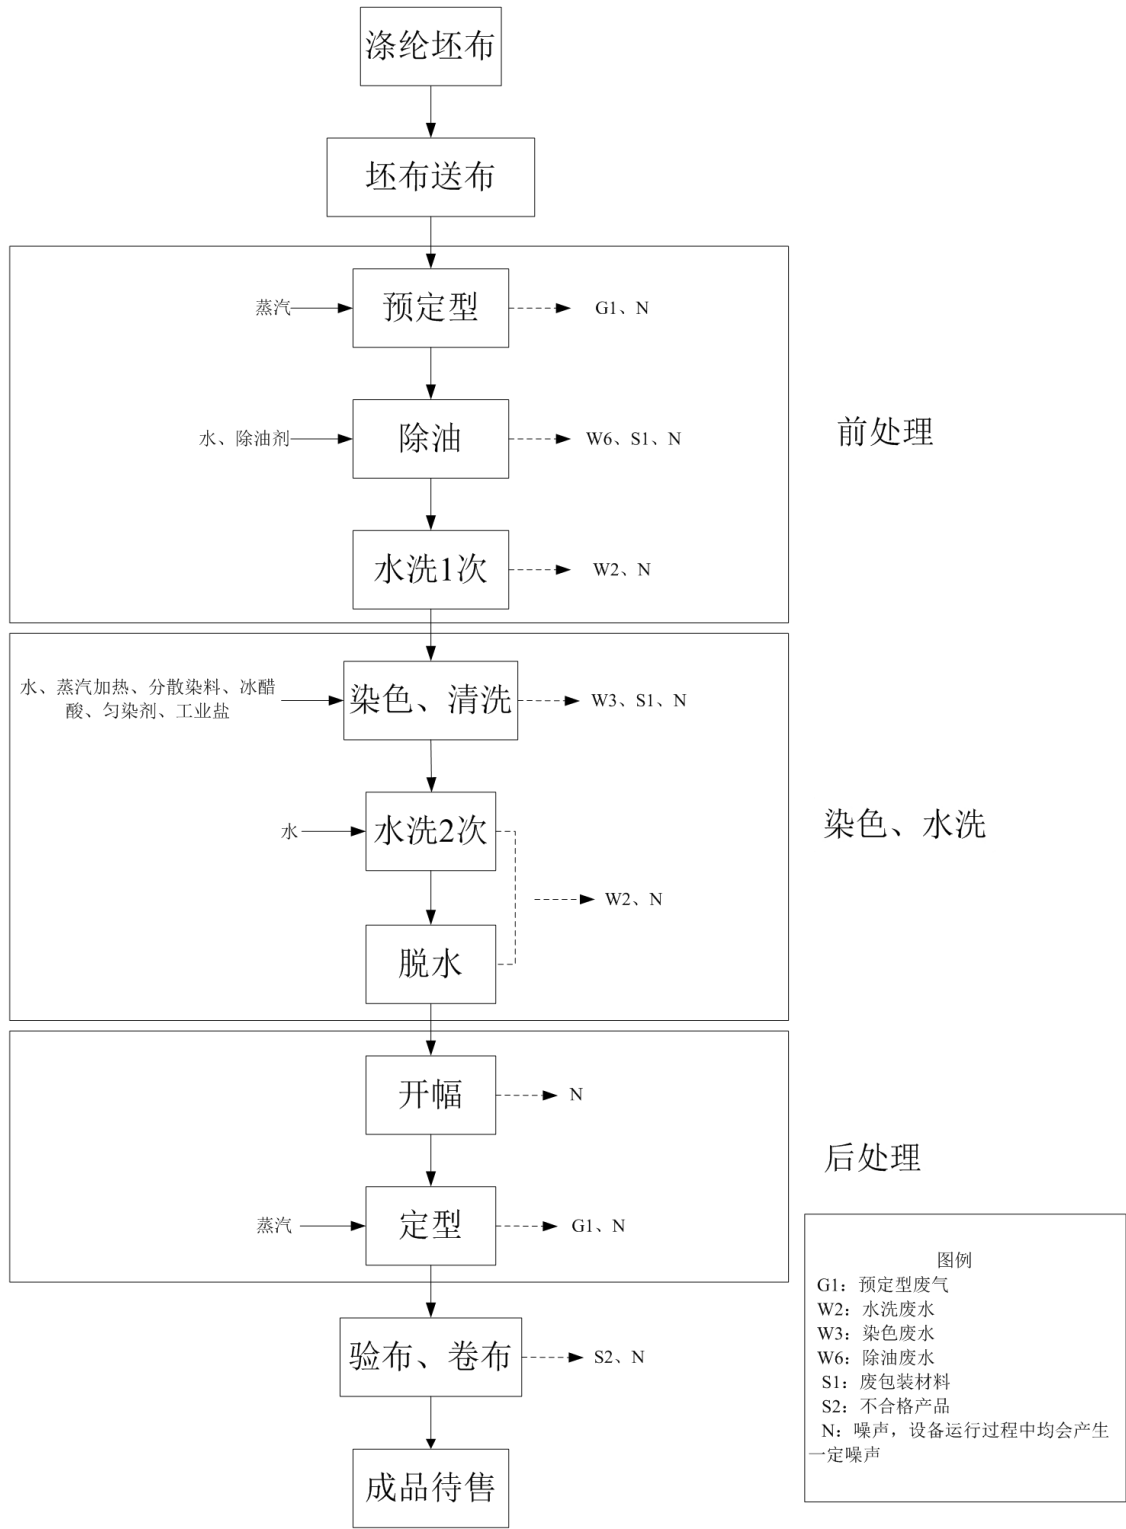 涤纶坯布
坯布送布
蒸汽
预定型
G1、N
水、除油剂
除油
W6、S1、N
前处理
水洗1次
W2、N
水、蒸汽加热、分散染料、冰醋
酸、匀染剂、工业盐
染色、清洗
W3、S1、N
水
水洗2次
染色、水洗
W2、N
脱水
开幅
N
后处理
蒸汽
定型
G1、N
验布、卷布
S2、N
成品待售
图例
G1：预定型废气
W2：水洗废水
W3：染色废水
W6：除油废水
S1：废包装材料
S2：不合格产品
N：噪声，设备运行过程中均会产生
一定噪声